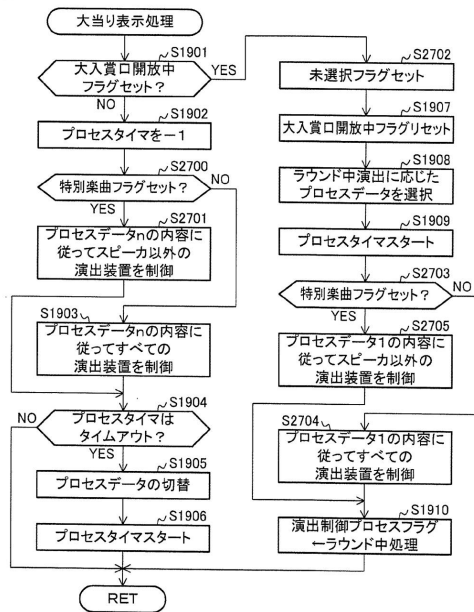 大当り表示処理
S1901
大入賞口開放中
フラグセット?
YES
NO
S1902
プロセスタイマを－1
S2700
特別楽曲フラグセット?
NO
YES
S2701
プロセスデータnの内容に
従ってスピーカ以外の
演出装置を制御
S1903
プロセスデータnの内容に
従ってすべての
演出装置を制御
S1904
NO
プロセスタイマは
タイムアウト?
YES
S1905
プロセスデータの切替
S1906
プロセスタイマスタート
RET
S2702
未選択フラグセット
S1907
大入賞口開放中フラグリセット
S1908
ラウンド中演出に応じた
プロセスデータを選択
S1909
プロセスタイマスタート
S2703
特別楽曲フラグセット?
NO
YES
S2705
プロセスデータ1の内容に
従ってスピーカ以外の
演出装置を制御
S2704
プロセスデータ1の内容に
従ってすべての
演出装置を制御
S1910
演出制御プロセスフラグ
←ラウンド中処理